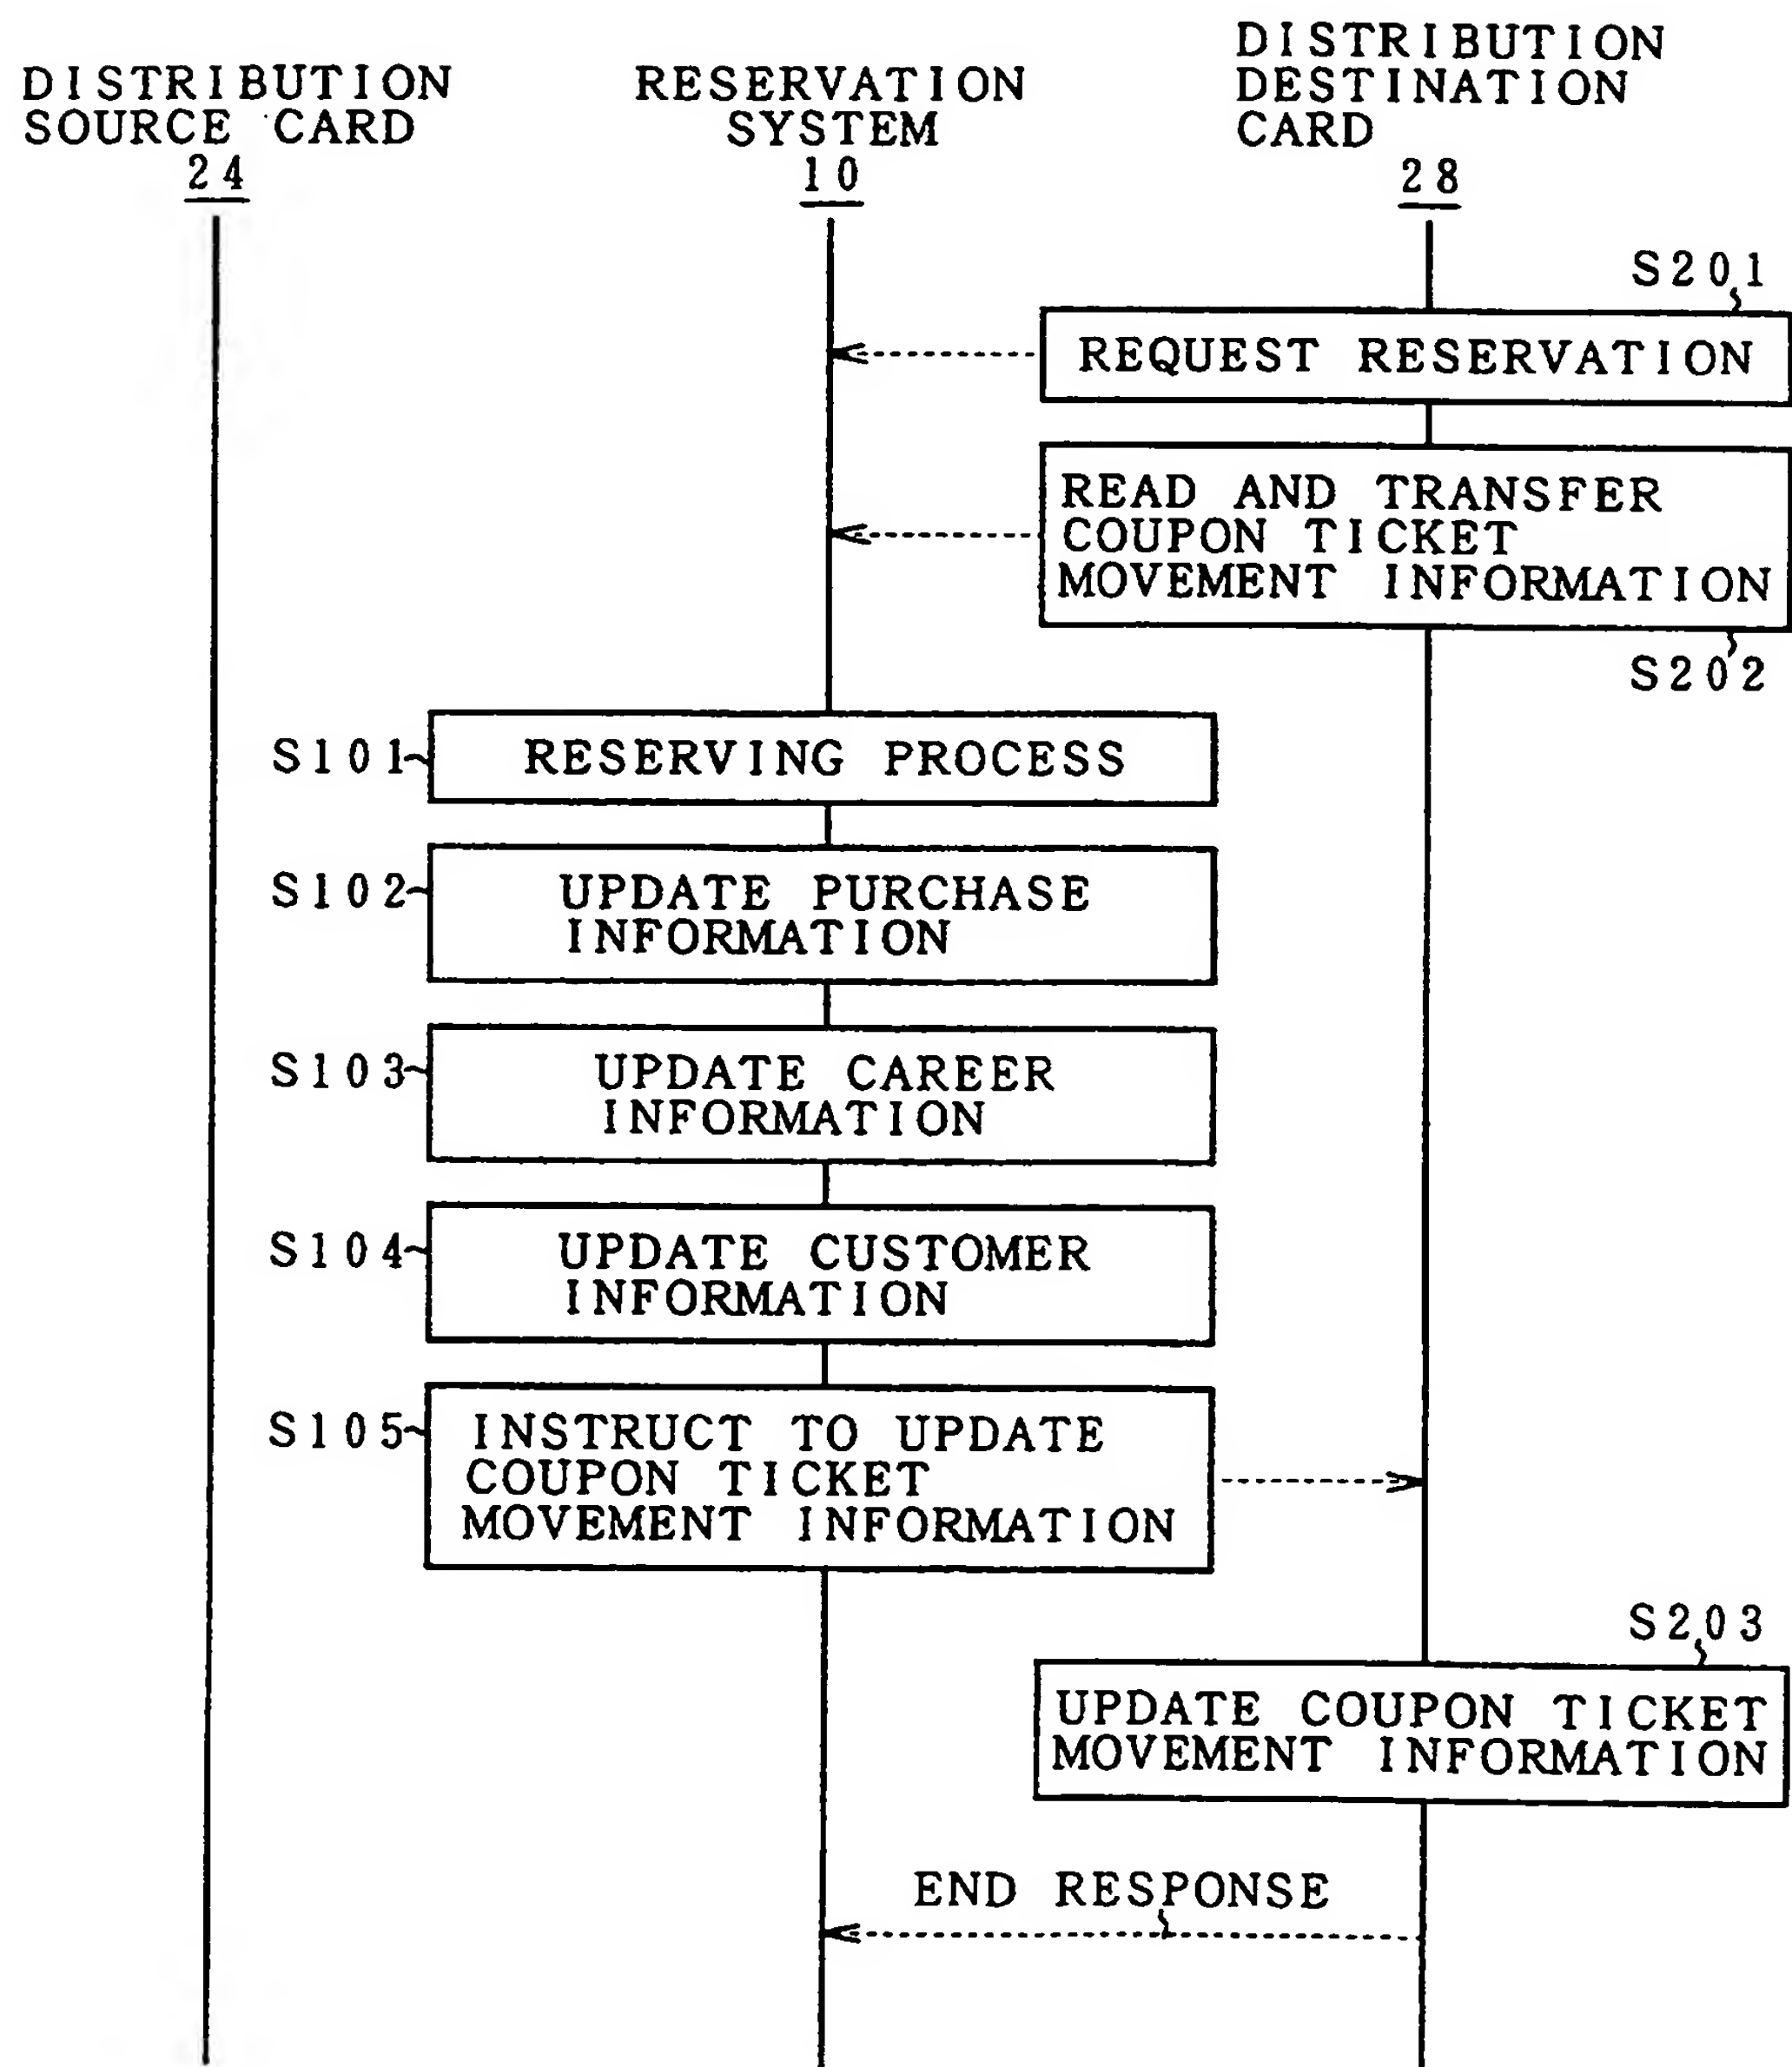 DISTRIBUTION
SOURCE CARD
24
RESERVATION
SYSTEM
10
DISTRIBUTION
DESTINATION
CARD
28
S201
REQUEST RESERVATION
READ AND TRANSFER
COUPON TICKET
MOVEMENT INFORMATION
S202
S101
RESERVING PROCESS
S102
UPDATE PURCHASE
INFORMATION
S103
UPDATE CAREER
INFORMATION
S104
UPDATE CUSTOMER
INFORMATION
S105
INSTRUCT TO UPDATE
COUPON TICKET
MOVEMENT INFORMATION
S203
UPDATE COUPON TICKET
MOVEMENT INFORMATION
END RESPONSE